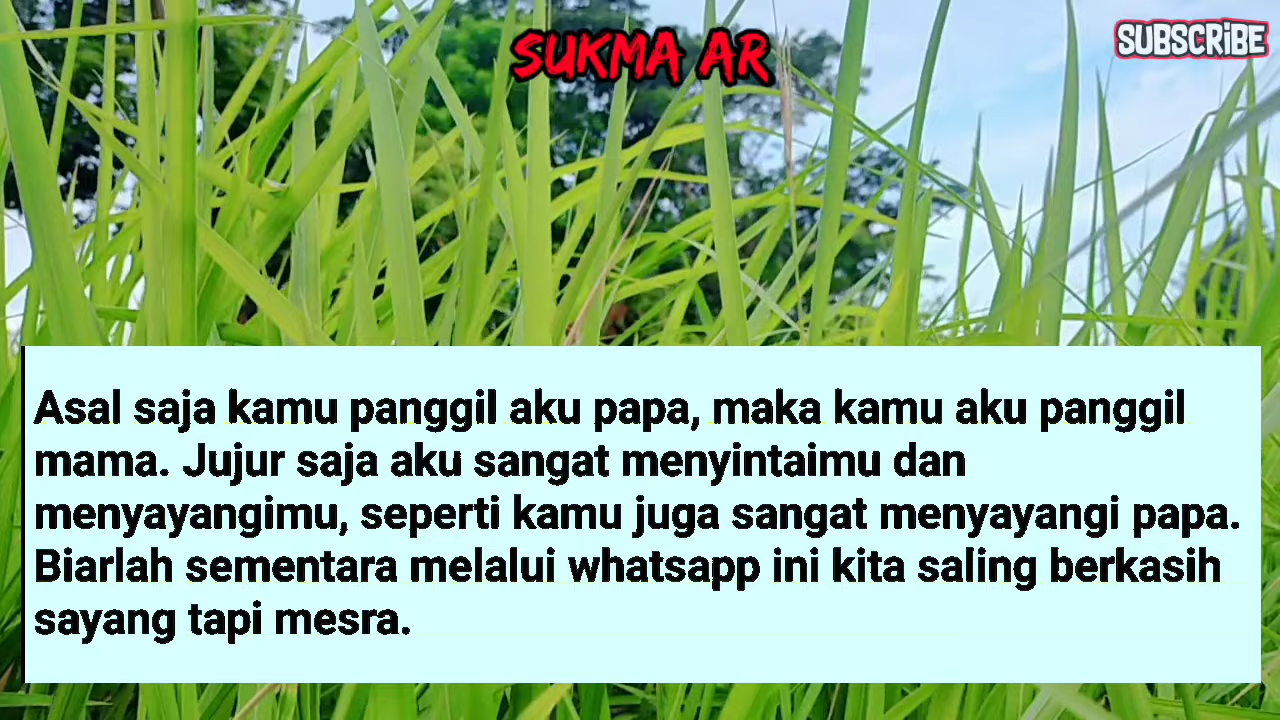 SUKMA AR
SUBSCRiBE
Asal saja kamu panggil aku papa, maka kamu aku panggil
mama. Jujur saja aku sangat menyintaimu dan
menyayangimu, seperti kamu juga sangat menyayangi papa.
Biarlah sementara melalui whatsapp ini kita saling berkasih
sayang tapi mesra.